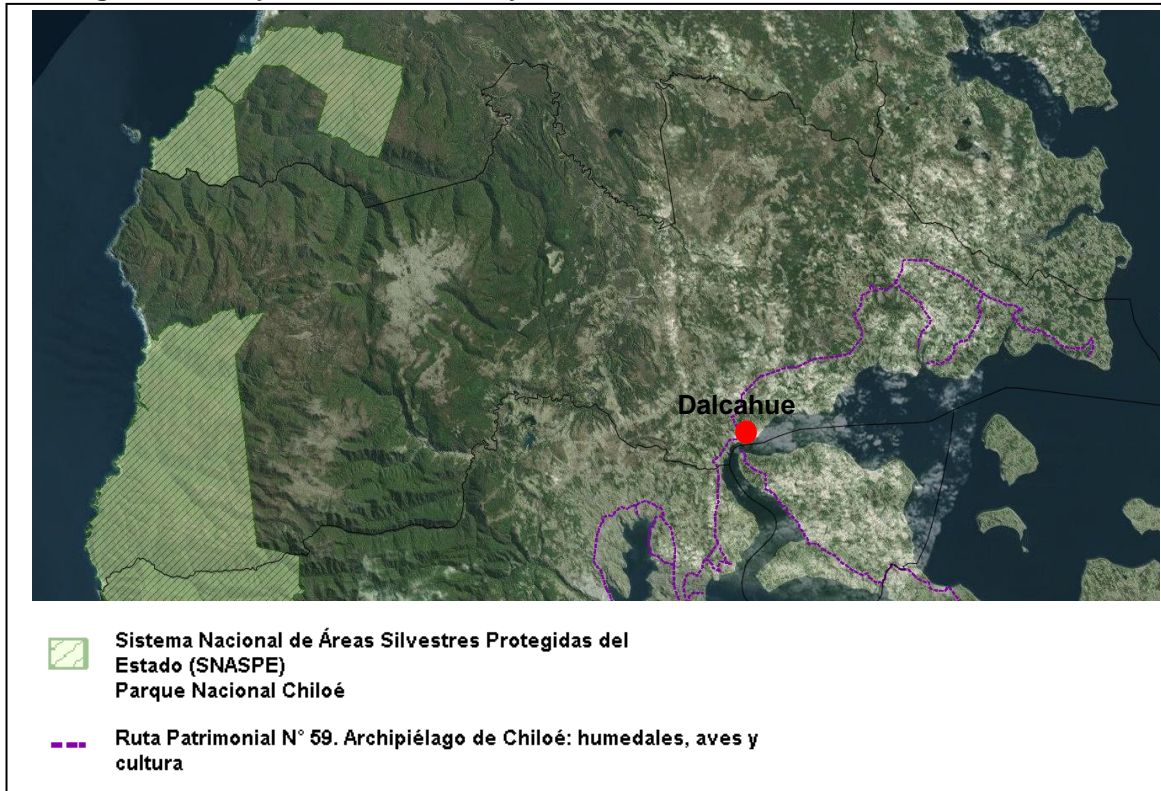 Dalcahue
Sistema Nacional de Áreas Silvestres Protegidas del
Estado (SNASPE)
Parque Nacional Chiloé
Ruta Patrimonial N° 59. Archipiélago de Chiloé: humedales, aves y
cultura